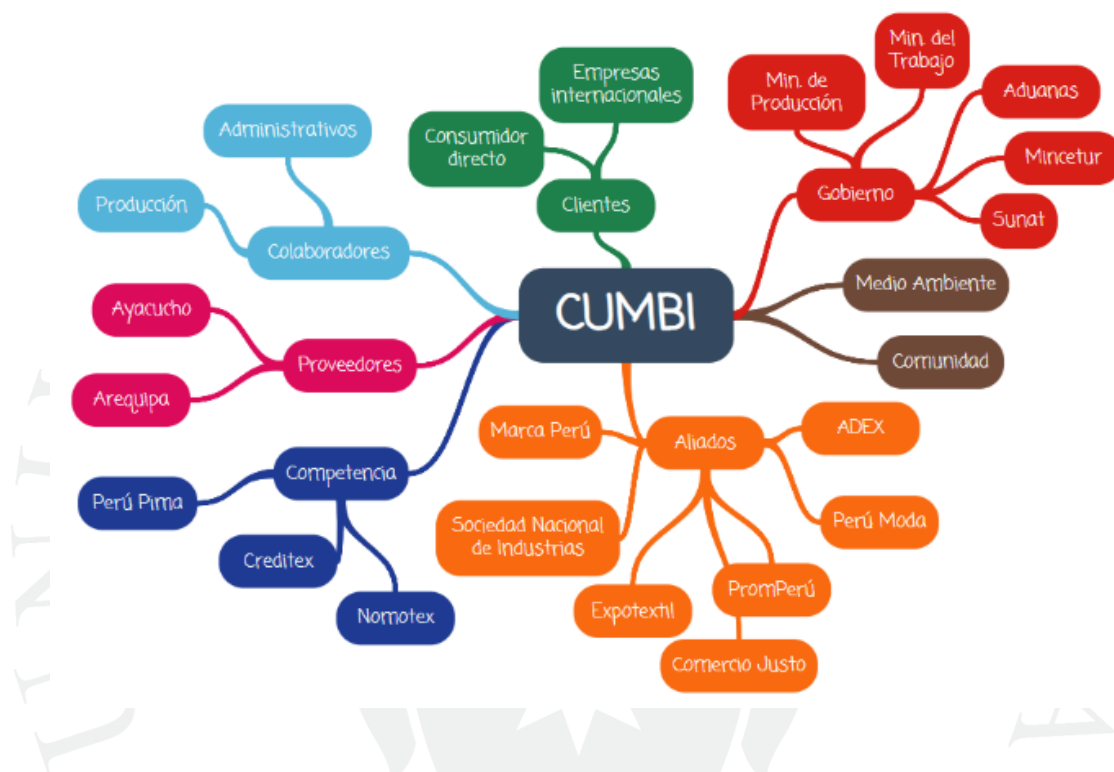 Empresas
internacionales
Consumidor
directo
Clientes
Min. de
Producción
Min. del
Trabajo
Aduanas
Mincetur
Sunat
Gobierno
Administrativos
Producción
Colaboradores
CUMBI
Medio Ambiente
Comunidad
Ayacucho
Arequipa
Proveedores
Competencia
Perú Pima
Creditex
Nomotex
Marca Perú
Aliados
ADEX
Sociedad Nacional
de Industrias
Perú Moda
Expotextil
PromPerú
Comercio Justo